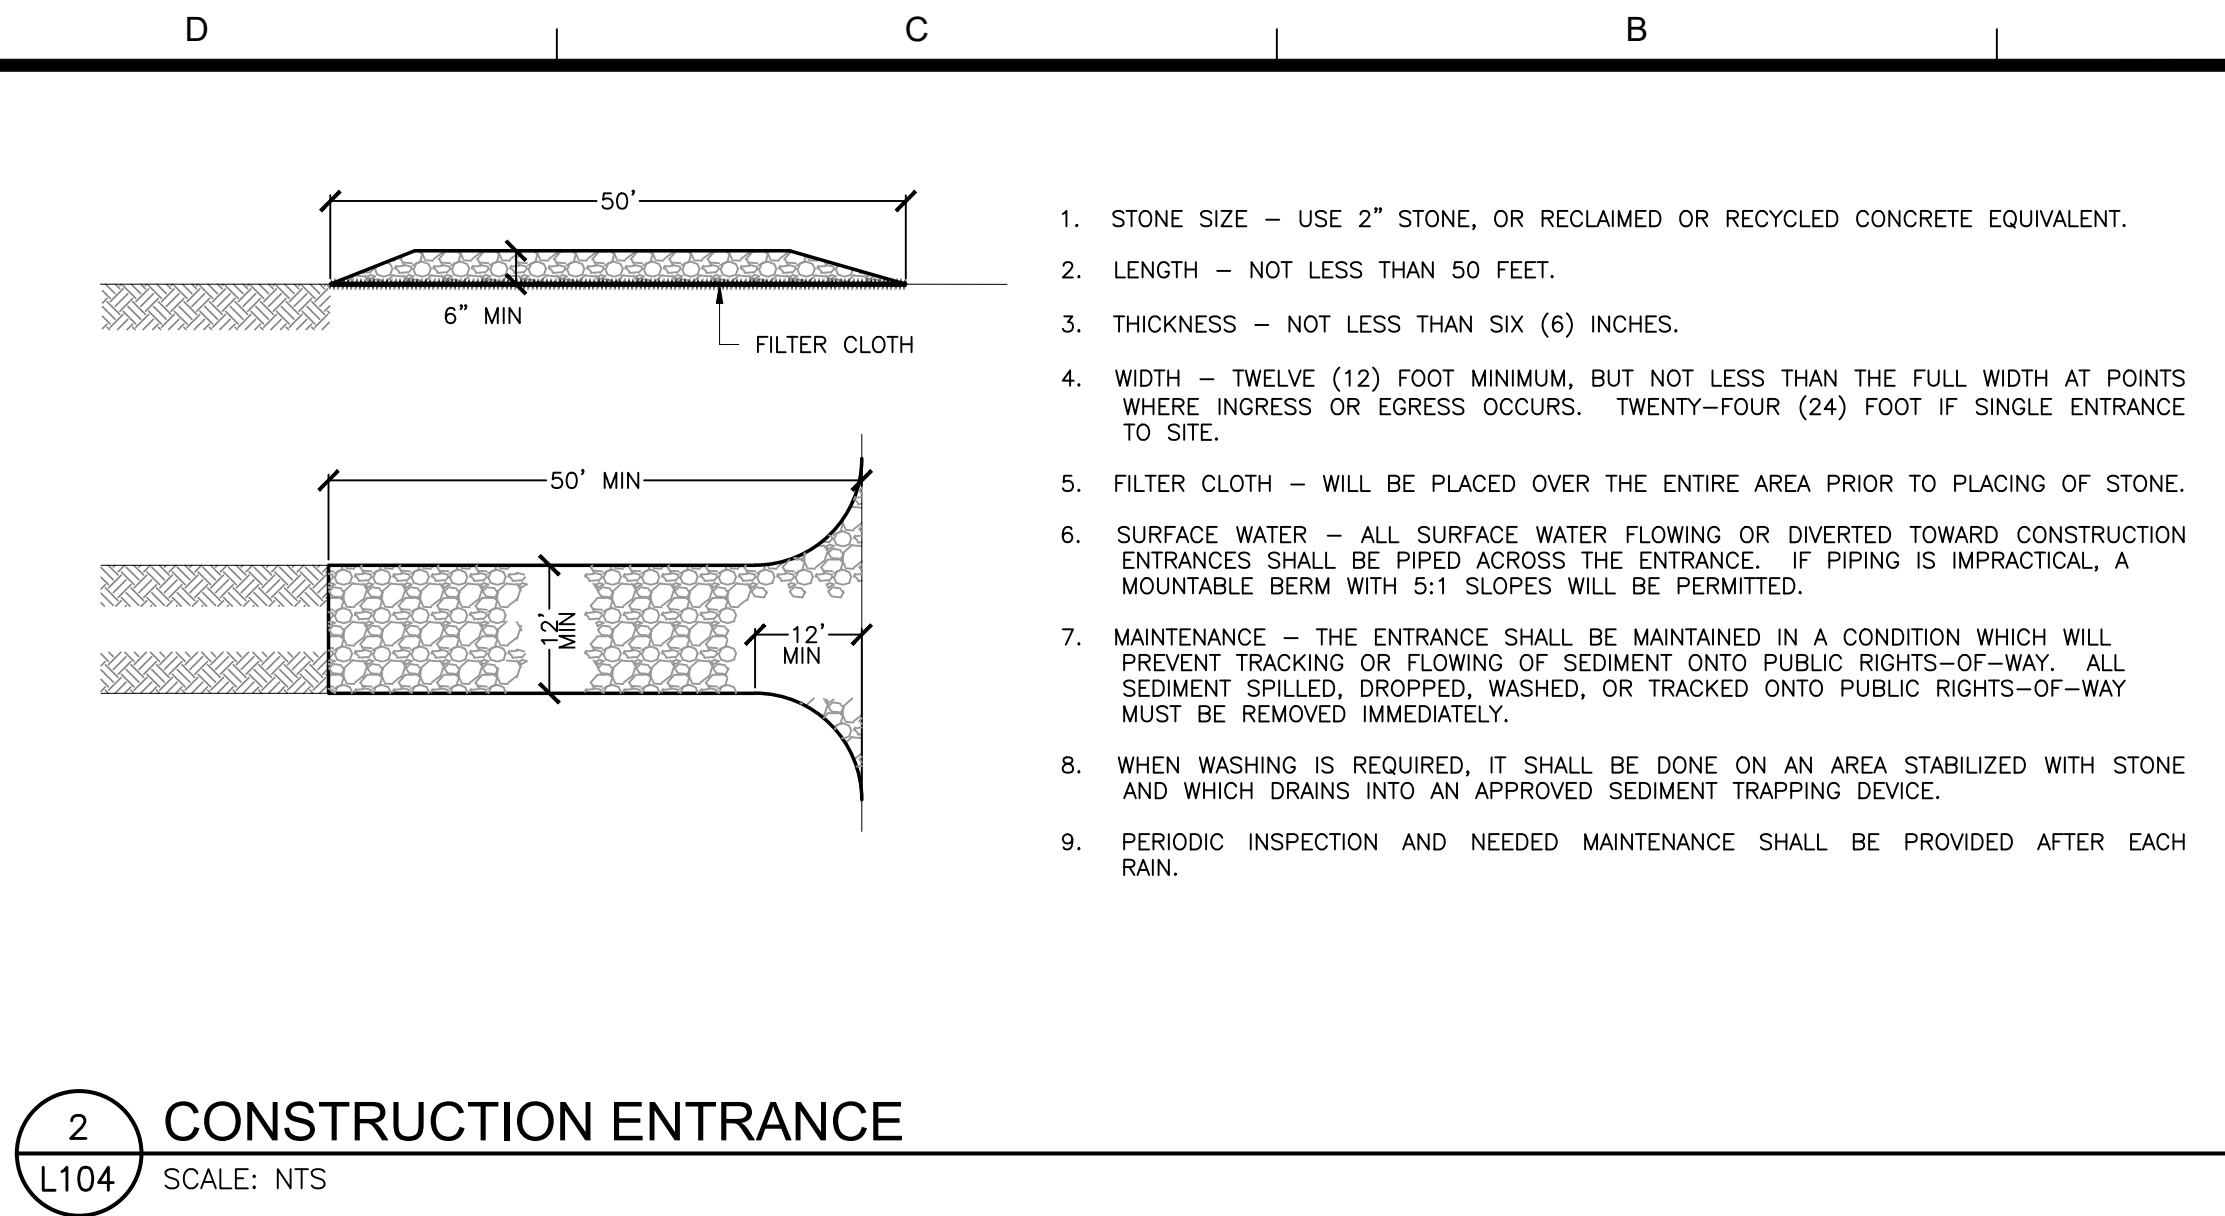 D C B
50'
6" MIN
FILTER CLOTH
50' MIN
12'
MIN
12'
MIN
1. STONE SIZE – USE 2" STONE, OR RECLAIMED OR RECYCLED CONCRETE EQUIVALENT.
2. LENGTH – NOT LESS THAN 50 FEET.
3. THICKNESS – NOT LESS THAN SIX (6) INCHES.
4. WIDTH – TWELVE (12) FOOT MINIMUM, BUT NOT LESS THAN THE FULL WIDTH AT POINTS
WHERE INGRESS OR EGRESS OCCURS. TWENTY–FOUR (24) FOOT IF SINGLE ENTRANCE
TO SITE.
5. FILTER CLOTH – WILL BE PLACED OVER THE ENTIRE AREA PRIOR TO PLACING OF STONE.
6. SURFACE WATER – ALL SURFACE WATER FLOWING OR DIVERTED TOWARD CONSTRUCTION
ENTRANCES SHALL BE PIPED ACROSS THE ENTRANCE. IF PIPING IS IMPRACTICAL, A
MOUNTABLE BERM WITH 5:1 SLOPES WILL BE PERMITTED.
7. MAINTENANCE – THE ENTRANCE SHALL BE MAINTAINED IN A CONDITION WHICH WILL
PREVENT TRACKING OR FLOWING OF SEDIMENT ONTO PUBLIC RIGHTS–OF–WAY. ALL
SEDIMENT SPILLED, DROPPED, WASHED, OR TRACKED ONTO PUBLIC RIGHTS–OF–WAY
MUST BE REMOVED IMMEDIATELY.
8. WHEN WASHING IS REQUIRED, IT SHALL BE DONE ON AN AREA STABILIZED WITH STONE
AND WHICH DRAINS INTO AN APPROVED SEDIMENT TRAPPING DEVICE.
9. PERIODIC INSPECTION AND NEEDED MAINTENANCE SHALL BE PROVIDED AFTER EACH
RAIN.
2
L104
CONSTRUCTION ENTRANCE
SCALE: NTS